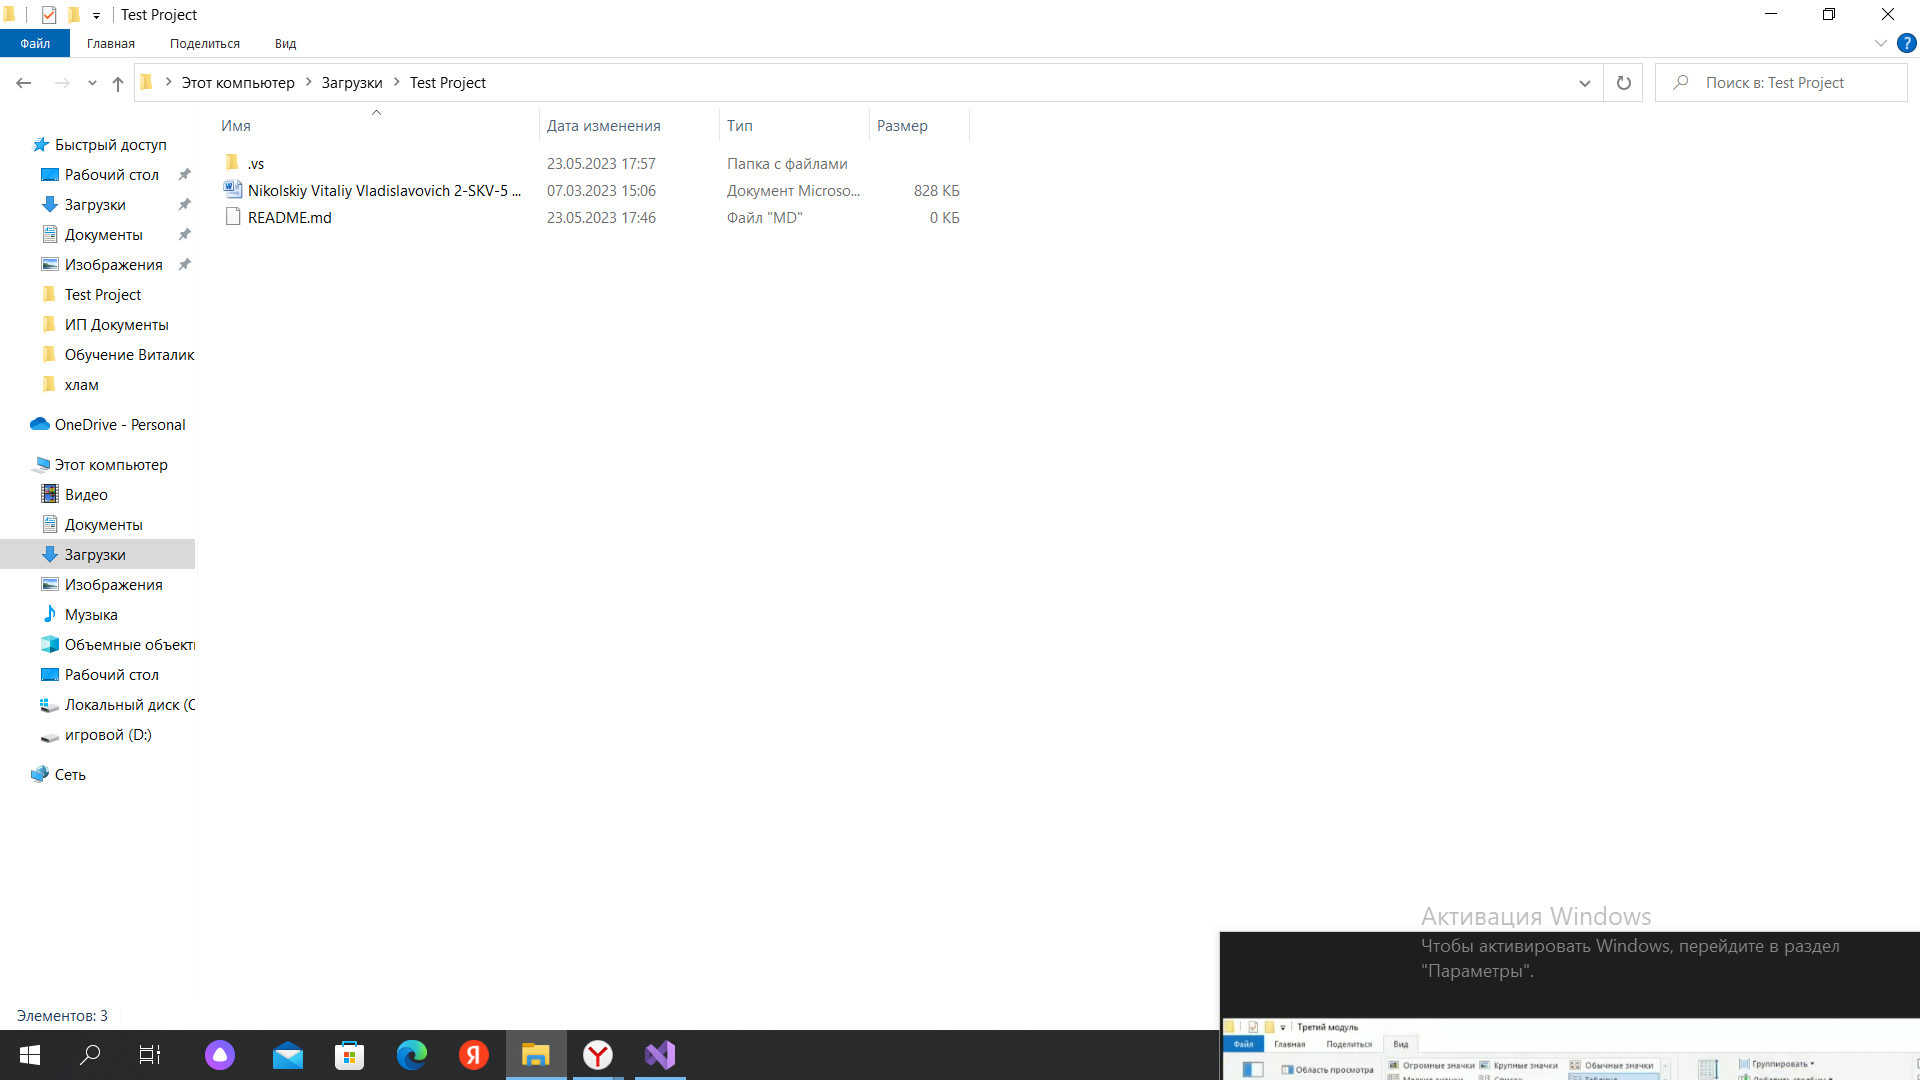 Test Project
Файл Главная Поделиться Вид
Этот компьютер Загрузки Test Project
Поиск в: Test Project
Имя Дата изменения Тип Размер
.vs 23.05.2023 17:57 Папка с файлами
Nikolskiy Vitaliy Vladislavovich 2-SKV-5 ... 07.03.2023 15:06 Документ Microso... 828 КБ
README.md 23.05.2023 17:46 Файл "MD" 0 КБ
Быстрый доступ
Рабочий стол
Загрузки
Документы
Изображения
Test Project
ИП Документы
Обучение Виталик
хлам
OneDrive - Personal
Этот компьютер
Видео
Документы
Загрузки
Изображения
Музыка
Объемные объект
Рабочий стол
Локальный диск (C
игровой (D:)
Сеть
Элементов: 3
Активация Windows
Чтобы активировать Windows, перейдите в раздел
"Параметры".
Третий модуль
Файл Главная Поделиться Вид
Область просмотра
Огромные значки Крупные значки Обычные значки
Группировать